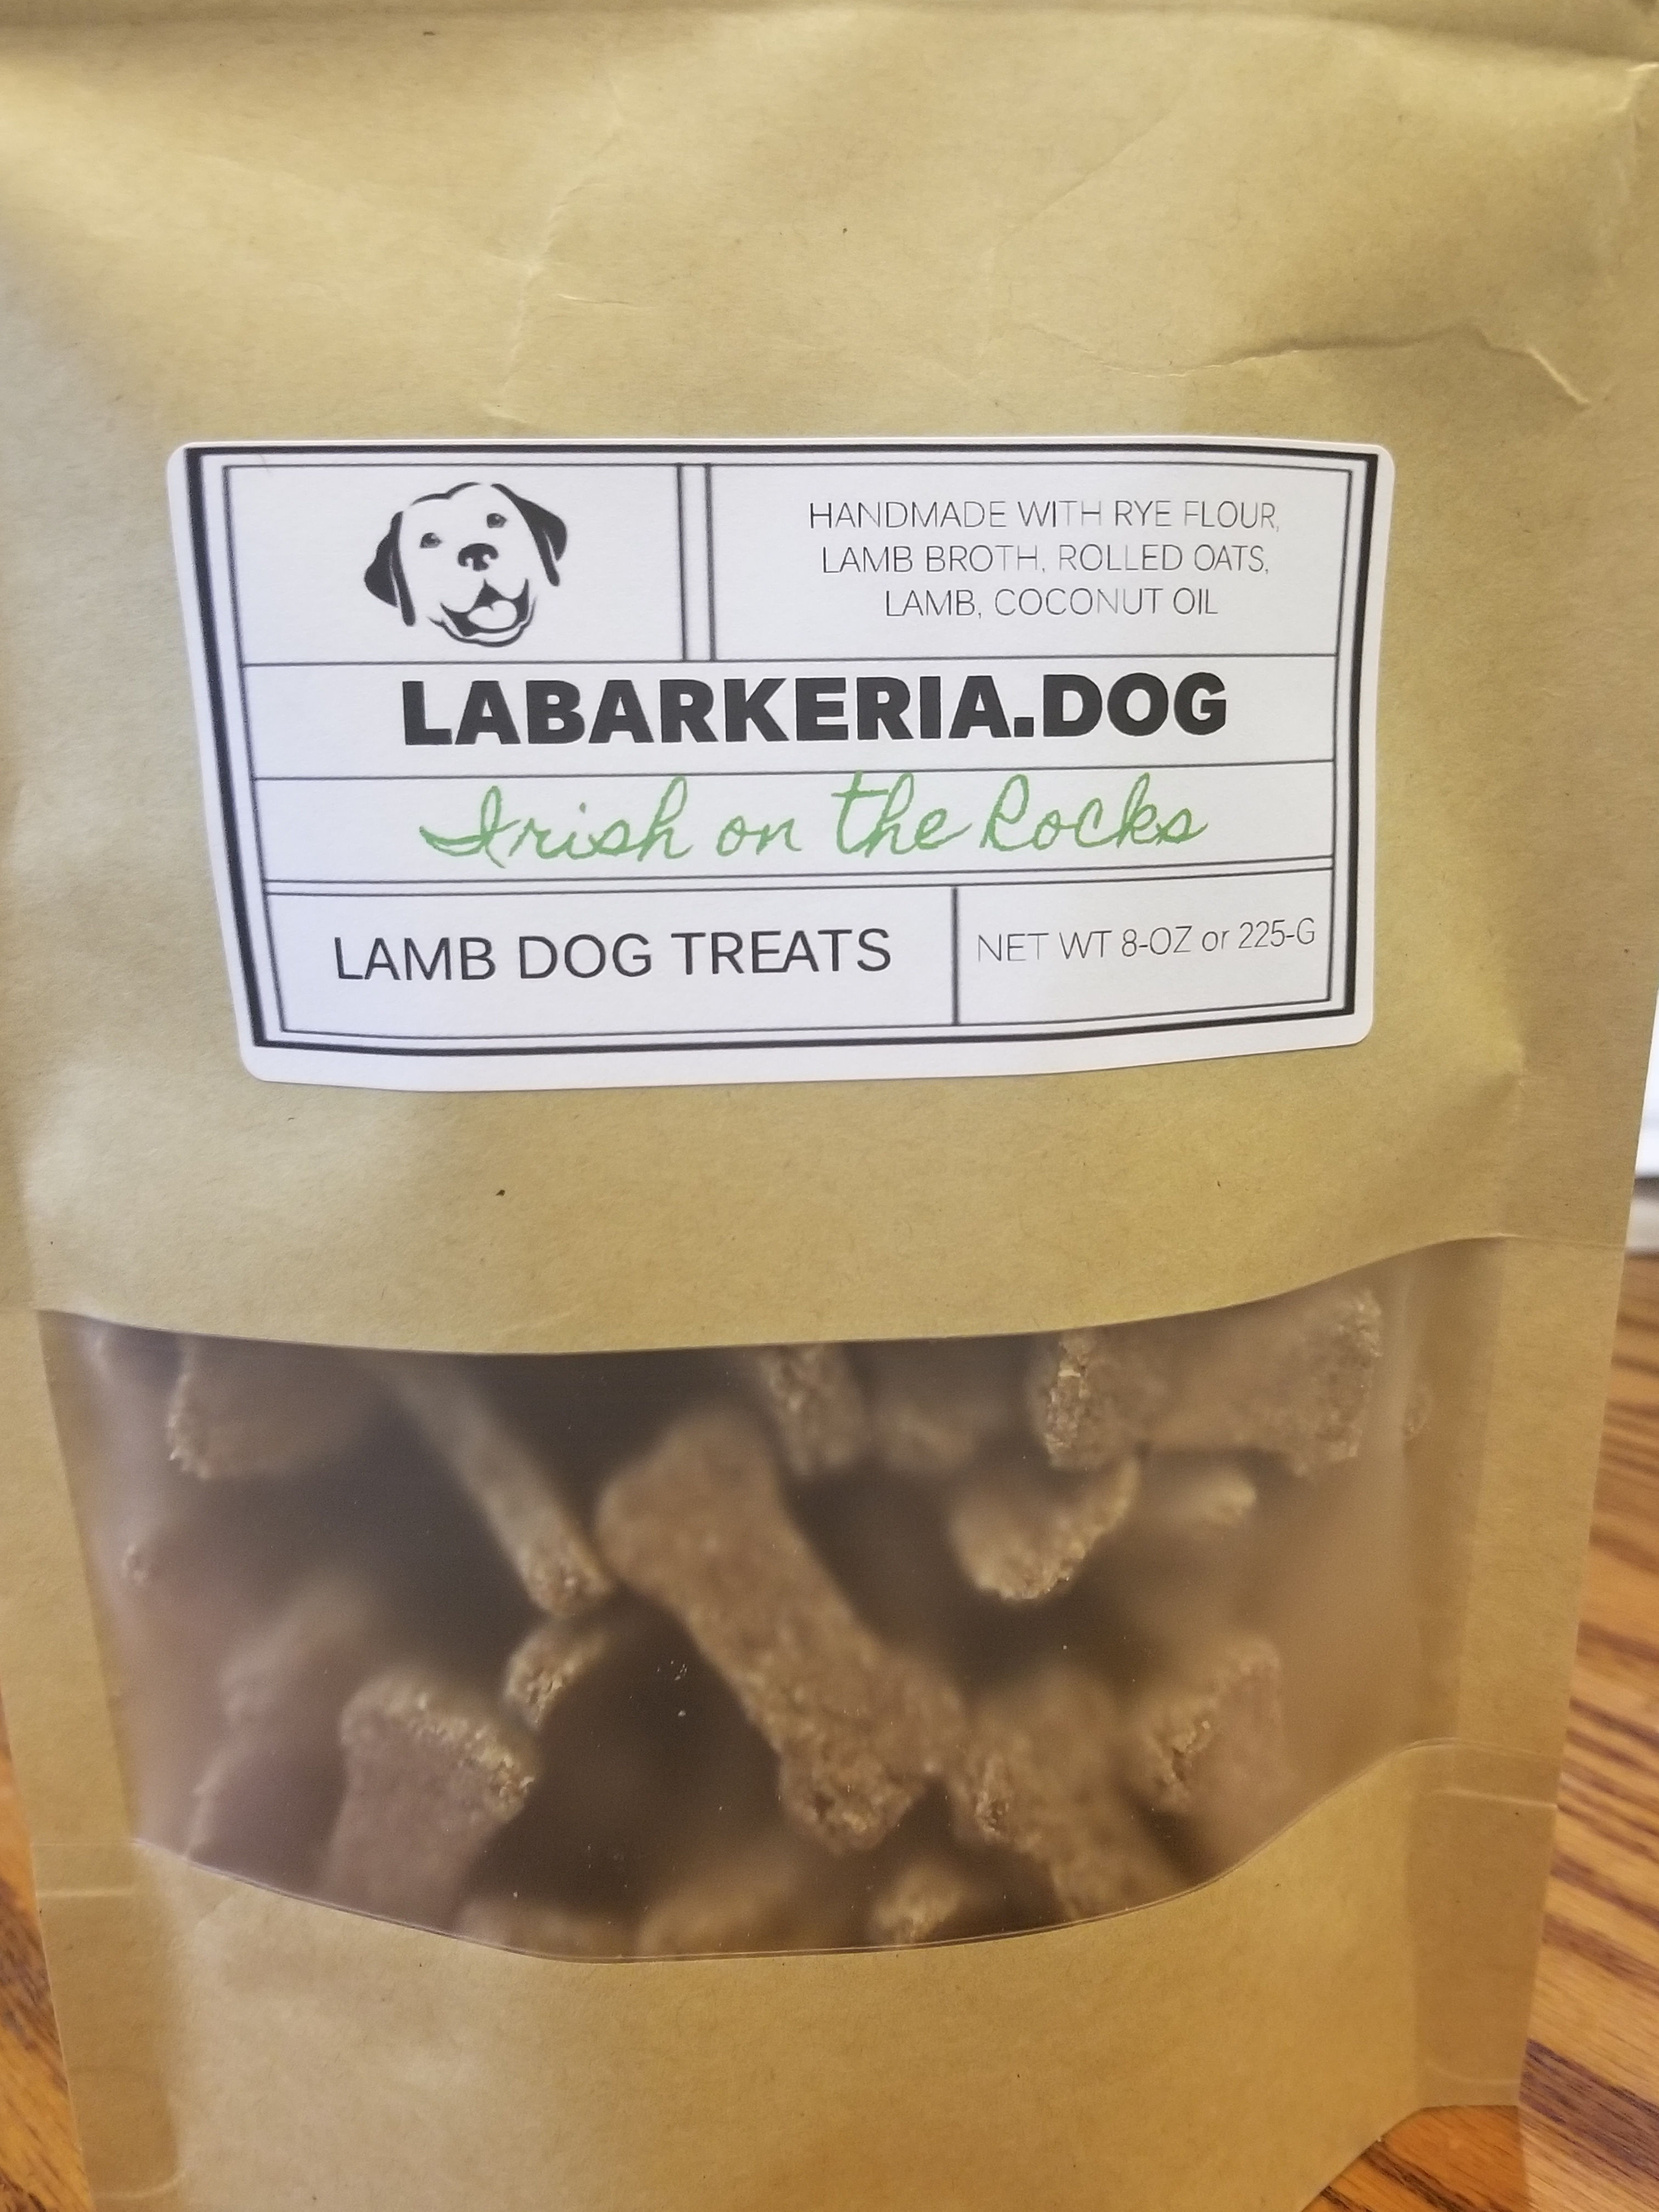 HANDMADE WITH RYE FLOUR,
LAMB BROTH, ROLLED OATS,
LAMB, COCONUT OIL
LABARKERIA.DOG
Irish on the Rocks
LAMB DOG TREATS
NET WT 8-OZ or 225-G